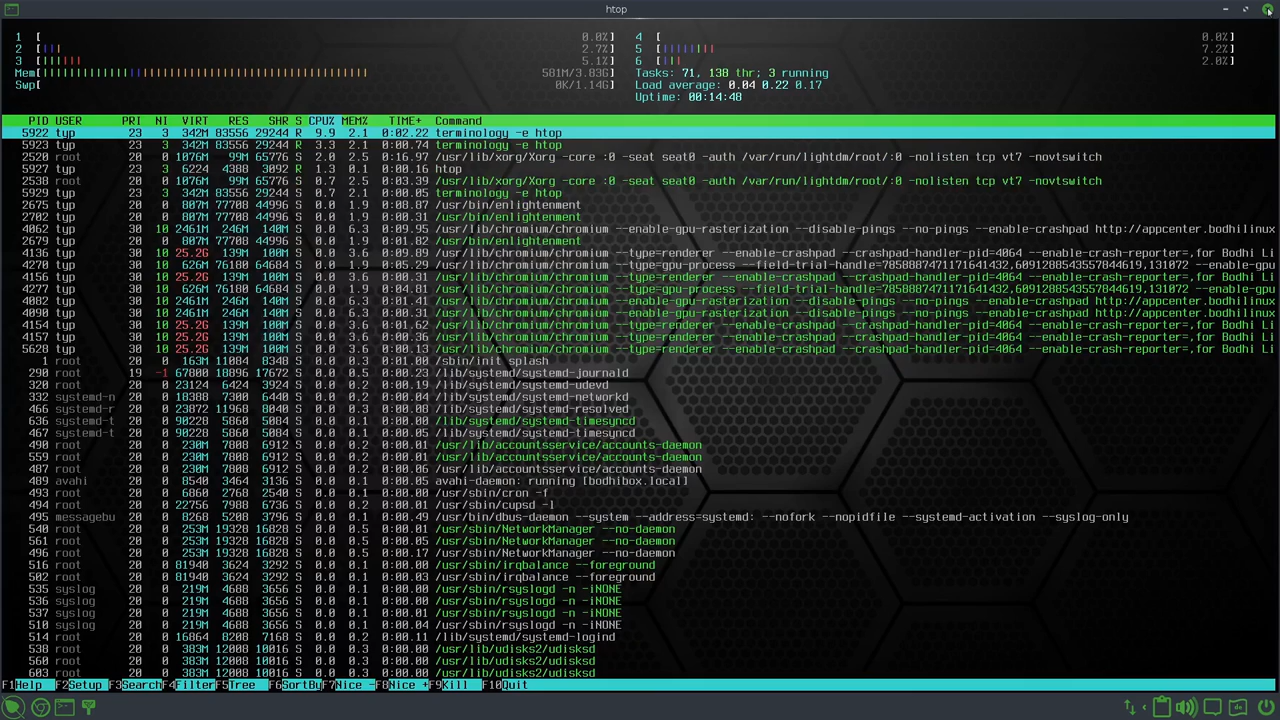 htop
1 [ 0.0%] 4 [ 0.0%]
2 [||| 2.7%] 5 [|||||||| 7.2%]
3 [|||||| 5.1%] 6 [||| 2.0%]
Mem[ 581M/3.83G] Tasks: 71, 138 thr; 3 running
Swp[ 0K/1.14G] Load average: 0.04 0.22 0.17
Uptime: 00:14:48
PID USER PRI NI VIRT RES SHR S CPU% MEM% TIME+ Command
5922 typ 23 3 342M 83556 29244 R 9.9 2.1 0:02.22 terminology -e htop
5923 typ 23 3 342M 83556 29244 R 3.3 2.1 0:00.74 terminology -e htop
2520 root 20 0 1076M 99M 65776 S 2.0 2.5 0:16.97 /usr/lib/xorg/Xorg -core :0 -seat seat0 -auth /var/run/lightdm/root/:0 -nolisten tcp vt7 -novtswitch
5927 typ 23 3 6224 4388 3092 R 1.3 0.1 0:00.16 htop
2538 root 20 0 1076M 99M 65776 S 0.7 2.5 0:03.39 /usr/lib/xorg/Xorg -core :0 -seat seat0 -auth /var/run/lightdm/root/:0 -nolisten tcp vt7 -novtswitch
5929 typ 23 3 342M 83556 29244 S 0.7 2.1 0:00.05 terminology -e htop
2675 typ 20 0 807M 77708 44996 S 0.0 1.9 0:08.87 /usr/bin/enlightenment
2702 typ 20 0 807M 77708 44996 S 0.0 1.9 0:00.31 /usr/bin/enlightenment
4062 typ 30 10 2461M 246M 140M S 0.0 6.3 0:09.95 /usr/lib/chromium/chromium --enable-gpu-rasterization --disable-pings --no-pings --enable-crashpad http://appcenter.bodhilinux
2679 typ 20 0 807M 77708 44996 S 0.0 1.9 0:01.82 /usr/bin/enlightenment
4136 typ 30 10 25.2G 139M 100M S 0.0 3.6 0:09.89 /usr/lib/chromium/chromium --type=renderer --enable-crashpad --crashpad-handler-pid=4064 --enable-crash-reporter=,for Bodhi Li
4270 typ 30 10 626M 76180 64684 S 0.0 1.9 0:05.29 /usr/lib/chromium/chromium --type=gpu-process --field-trial-handle=7858887471171641432,6091288543557844619,131072 --enable-gpu
4156 typ 30 10 25.2G 139M 100M S 0.0 3.6 0:00.31 /usr/lib/chromium/chromium --type=renderer --enable-crashpad --crashpad-handler-pid=4064 --enable-crash-reporter=,for Bodhi Li
4277 typ 30 10 626M 76180 64684 S 0.0 1.9 0:04.81 /usr/lib/chromium/chromium --type=gpu-process --field-trial-handle=7858887471171641432,6091288543557844619,131072 --enable-gpu
4082 typ 30 10 2461M 246M 140M S 0.0 6.3 0:01.41 /usr/lib/chromium/chromium --enable-gpu-rasterization --disable-pings --no-pings --enable-crashpad http://appcenter.bodhilinux
4090 typ 30 10 2461M 246M 140M S 0.0 6.3 0:00.31 /usr/lib/chromium/chromium --enable-gpu-rasterization --disable-pings --no-pings --enable-crashpad http://appcenter.bodhilinux
4154 typ 30 10 25.2G 139M 100M S 0.0 3.6 0:01.62 /usr/lib/chromium/chromium --type=renderer --enable-crashpad --crashpad-handler-pid=4064 --enable-crash-reporter=,for Bodhi Li
4157 typ 30 10 25.2G 139M 100M S 0.0 3.6 0:00.36 /usr/lib/chromium/chromium --type=renderer --enable-crashpad --crashpad-handler-pid=4064 --enable-crash-reporter=,for Bodhi Li
5628 typ 30 10 25.2G 139M 100M S 0.0 3.6 0:00.13 /usr/lib/chromium/chromium --type=renderer --enable-crashpad --crashpad-handler-pid=4064 --enable-crash-reporter=,for Bodhi Li
1 root 20 0 163M 11048 8348 S 0.0 0.3 0:01.00 /sbin/init splash
290 root 19 -1 67800 18896 17672 S 0.0 0.5 0:00.23 /lib/systemd/systemd-journald
320 root 20 0 23124 6424 3924 S 0.0 0.2 0:00.19 /lib/systemd/systemd-udevd
332 systemd-n 20 0 18388 7300 6440 S 0.0 0.2 0:00.04 /lib/systemd/systemd-networkd
466 systemd-r 20 0 23872 11968 8040 S 0.0 0.3 0:00.08 /lib/systemd/systemd-resolved
636 systemd-t 20 0 90228 5860 5084 S 0.0 0.1 0:00.00 /lib/systemd/systemd-timesyncd
467 systemd-t 20 0 90228 5860 5084 S 0.0 0.1 0:00.05 /lib/systemd/systemd-timesyncd
490 root 20 0 230M 7808 6912 S 0.0 0.2 0:00.01 /usr/lib/accountsservice/accounts-daemon
559 root 20 0 230M 7808 6912 S 0.0 0.2 0:00.01 /usr/lib/accountsservice/accounts-daemon
487 root 20 0 230M 7808 6912 S 0.0 0.2 0:00.06 /usr/lib/accountsservice/accounts-daemon
489 avahi 20 0 8540 3464 3136 S 0.0 0.1 0:00.05 avahi-daemon: running [bodhibox.local]
493 root 20 0 6860 2768 2540 S 0.0 0.1 0:00.00 /usr/sbin/cron -f
494 root 20 0 22756 7988 6736 S 0.0 0.2 0:00.01 /usr/sbin/cupsd -l
495 messagebu 20 0 8268 5208 3796 S 0.0 0.1 0:00.49 /usr/bin/dbus-daemon --system --address=systemd: --nofork --nopidfile --systemd-activation --syslog-only
540 root 20 0 253M 19328 16828 S 0.0 0.5 0:00.01 /usr/sbin/NetworkManager --no-daemon
561 root 20 0 253M 19328 16828 S 0.0 0.5 0:00.05 /usr/sbin/NetworkManager --no-daemon
496 root 20 0 253M 19328 16828 S 0.0 0.5 0:00.17 /usr/sbin/NetworkManager --no-daemon
516 root 20 0 81940 3624 3292 S 0.0 0.1 0:00.00 /usr/sbin/irqbalance --foreground
502 root 20 0 81940 3624 3292 S 0.0 0.1 0:00.03 /usr/sbin/irqbalance --foreground
535 syslog 20 0 219M 4688 3656 S 0.0 0.1 0:00.00 /usr/sbin/rsyslogd -n -iNONE
536 syslog 20 0 219M 4688 3656 S 0.0 0.1 0:00.00 /usr/sbin/rsyslogd -n -iNONE
537 syslog 20 0 219M 4688 3656 S 0.0 0.1 0:00.01 /usr/sbin/rsyslogd -n -iNONE
510 syslog 20 0 219M 4688 3656 S 0.0 0.1 0:00.04 /usr/sbin/rsyslogd -n -iNONE
514 root 20 0 16864 8208 7168 S 0.0 0.2 0:00.11 /lib/systemd/systemd-logind
538 root 20 0 383M 12008 10016 S 0.0 0.3 0:00.00 /usr/lib/udisks2/udisksd
560 root 20 0 383M 12008 10016 S 0.0 0.3 0:00.00 /usr/lib/udisks2/udisksd
603 root 20 0 383M 12008 10016 S 0.0 0.3 0:00.00 /usr/lib/udisks2/udisksd
F1Help F2Setup F3SearchF4FilterF5Tree F6SortByF7Nice -F8Nice +F9Kill F10Quit